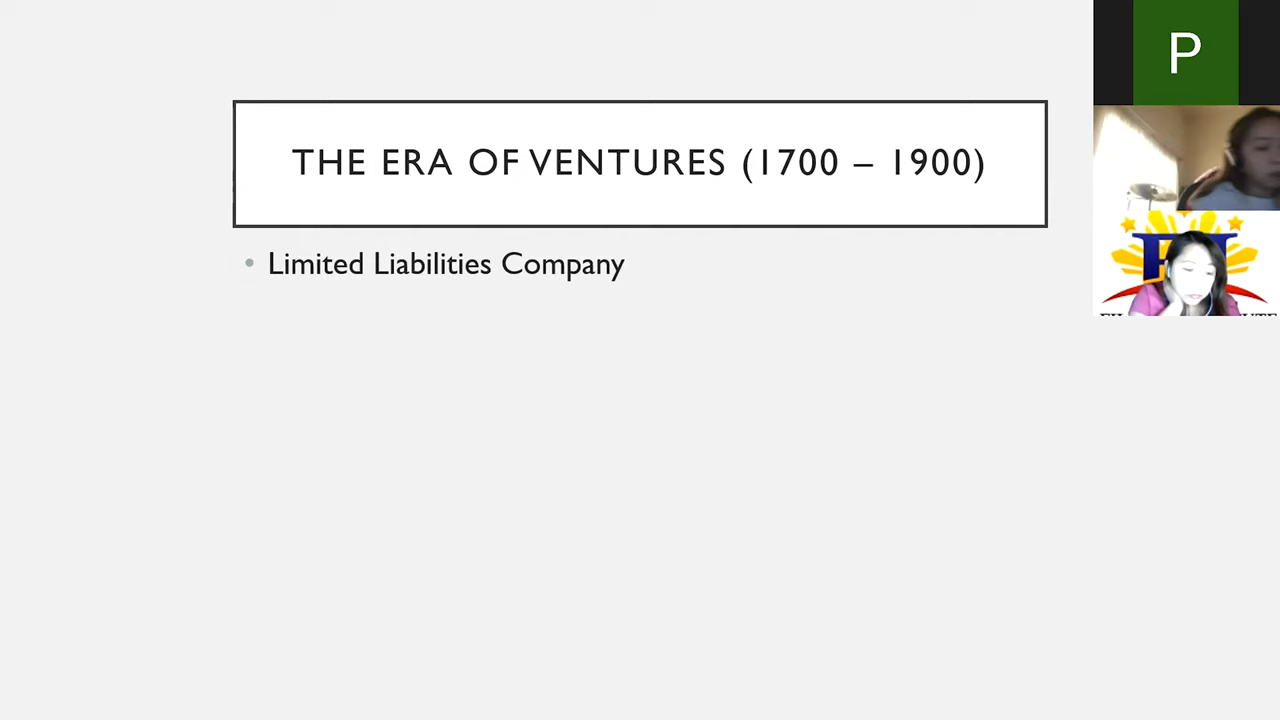 THE ERA OF VENTURES (1700 – 1900)
• Limited Liabilities Company
P